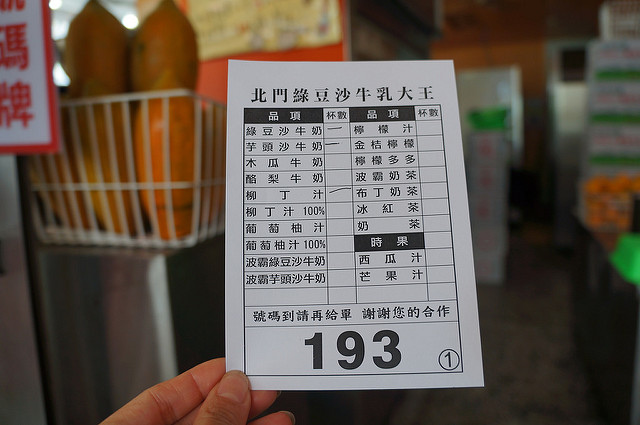 號碼牌
北門綠豆沙牛乳大王
品項 杯數 品項 杯數
綠豆沙牛奶 一 檸檬汁
芋頭沙牛奶 一 金桔檸檬
木瓜牛奶 檸檬多多
酪梨牛奶 波霸奶茶
柳丁汁 一 布丁奶茶
柳丁汁100% 冰紅茶
葡萄柚汁 奶茶
葡萄柚汁100% 時果
波霸綠豆沙牛奶 西瓜汁
波霸芋頭沙牛奶 芒果汁
號碼到請再給單 謝謝您的合作
193 ①